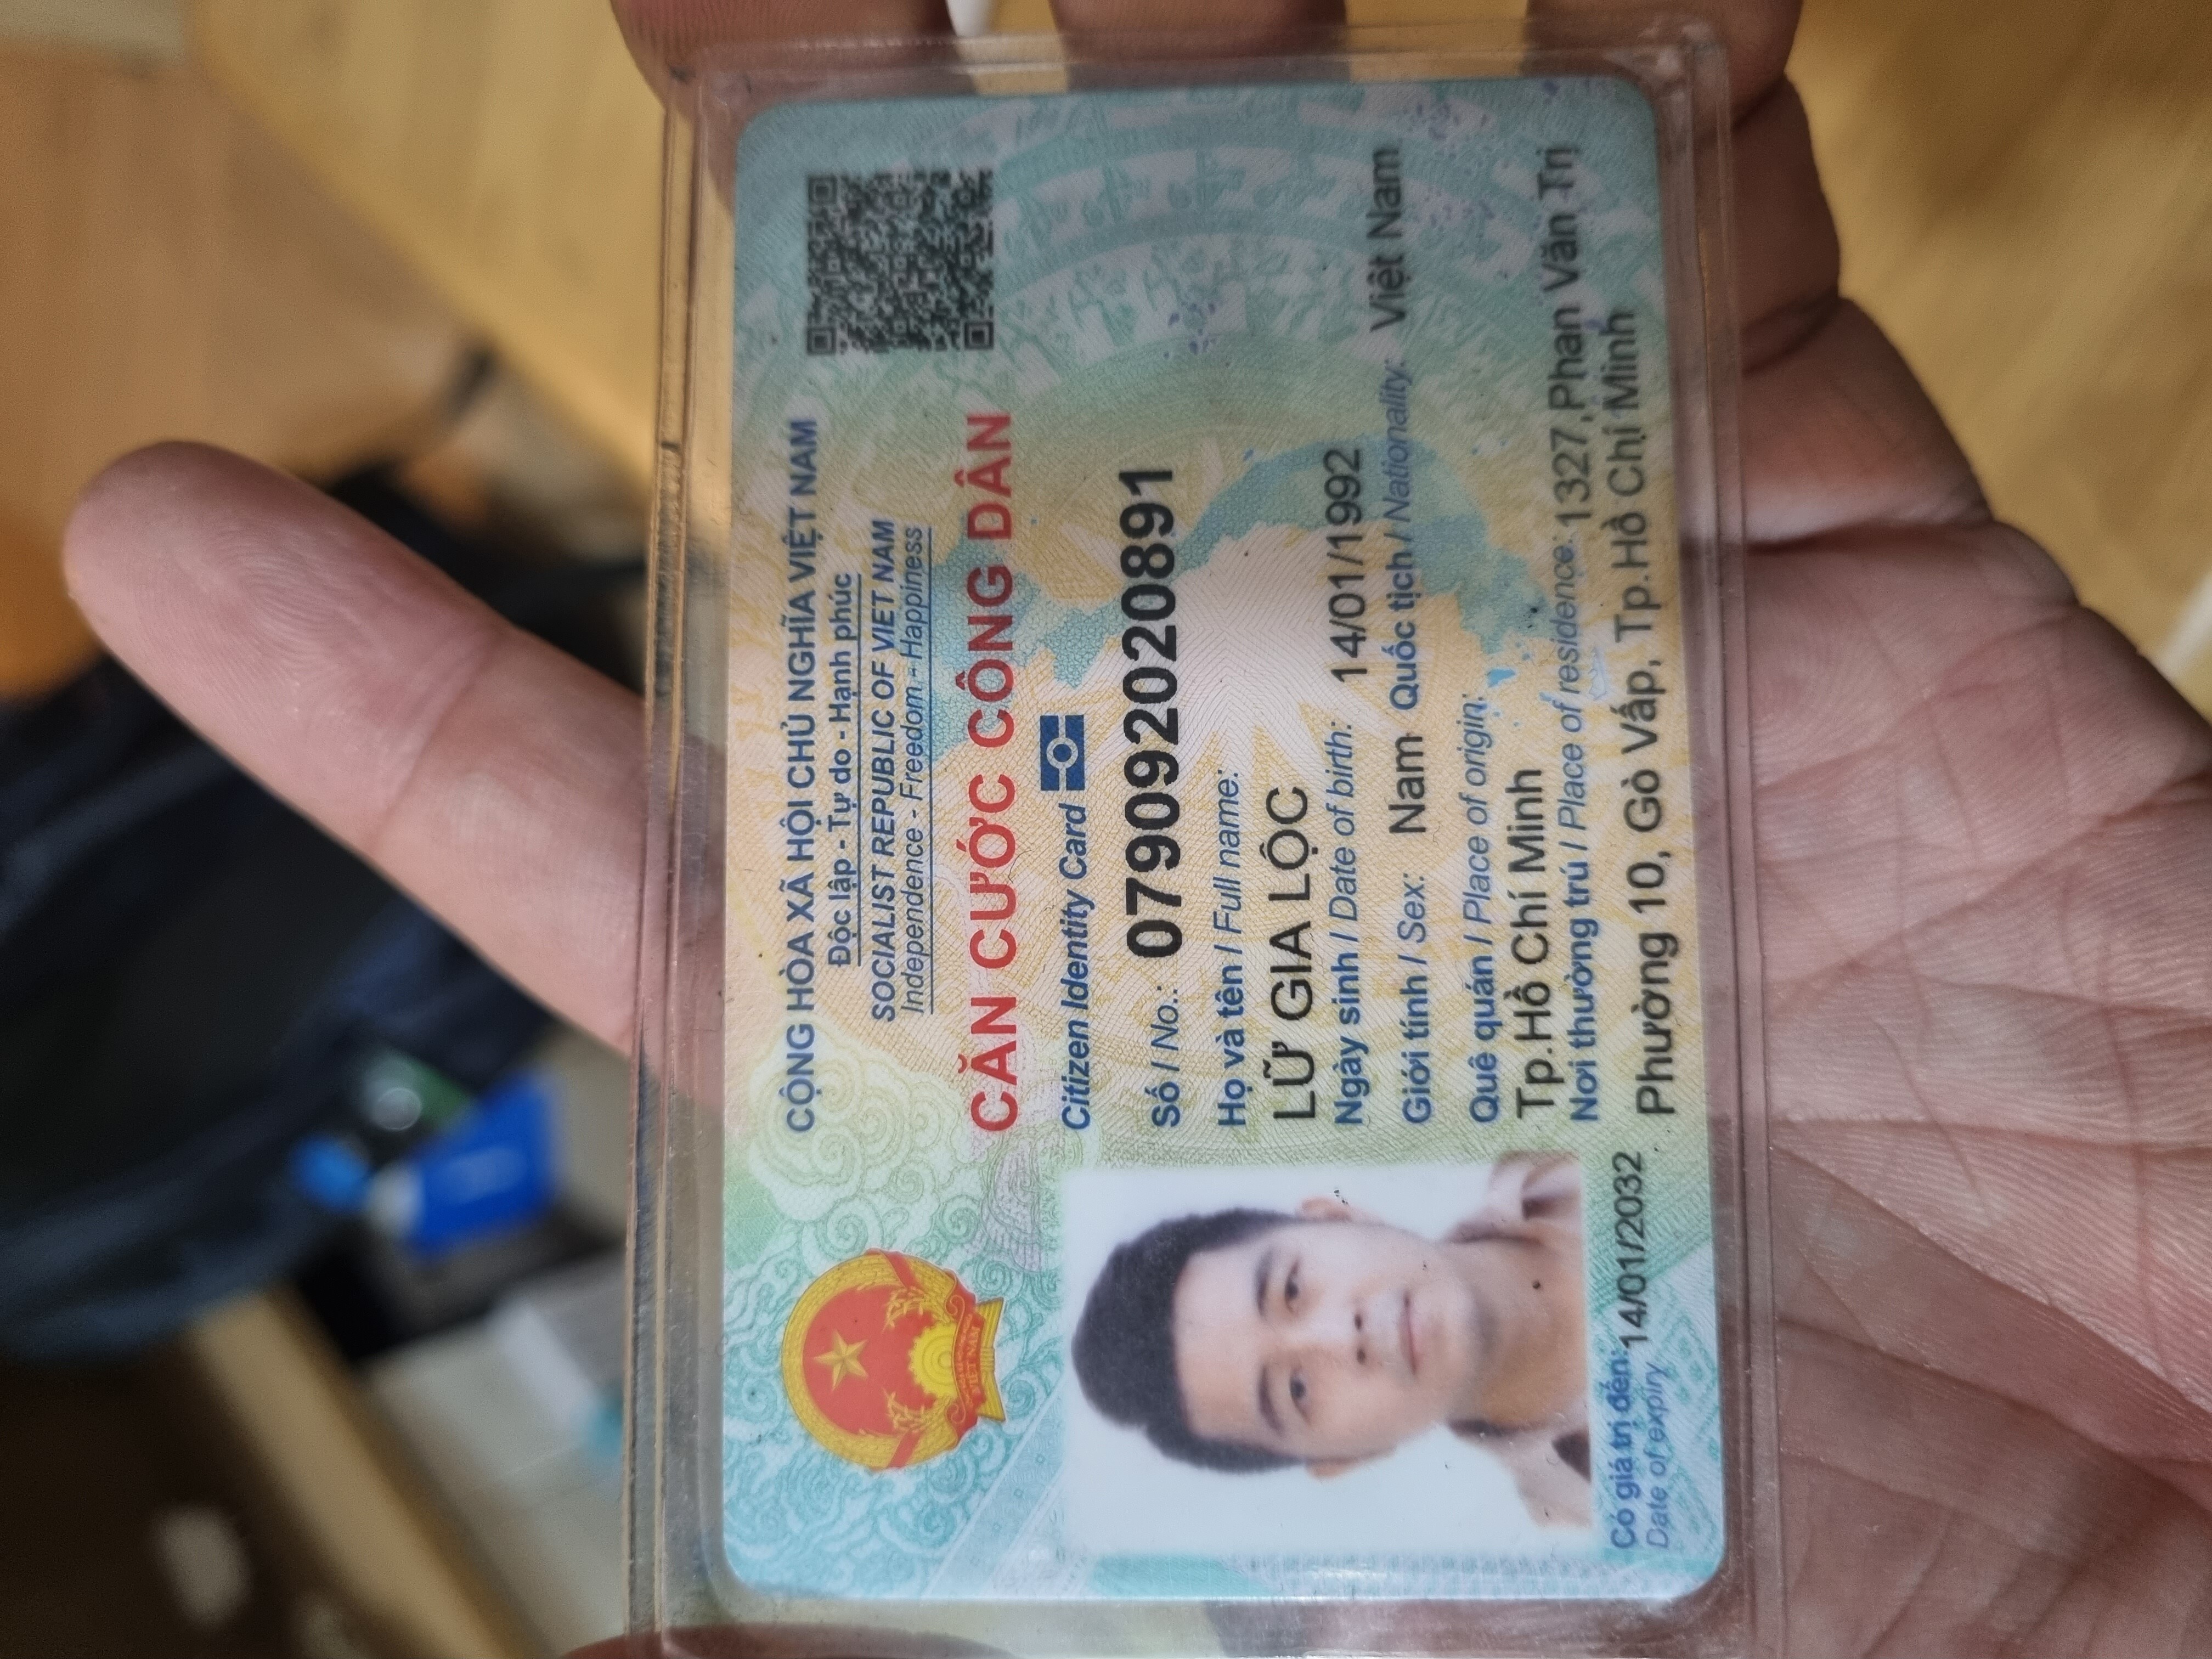 CỘNG HÒA XÃ HỘI CHỦ NGHĨA VIỆT NAM
Độc lập - Tự do - Hạnh phúc
SOCIALIST REPUBLIC OF VIET NAM
Independence - Freedom - Happiness
CĂN CƯỚC CÔNG DÂN
Citizen Identity Card
Số / No.: 079092020891
Họ và tên / Full name:
LỮ GIA LỘC
Ngày sinh / Date of birth: 14/01/1992
Giới tính / Sex: Nam Quốc tịch / Nationality: Việt Nam
Quê quán / Place of origin:
Tp.Hồ Chí Minh
Nơi thường trú / Place of residence: 1327,Phan Văn Trị
Phường 10, Gò Vấp, Tp.Hồ Chí Minh
Có giá trị đến: 14/01/2032
Date of expiry
VIỆT NAM